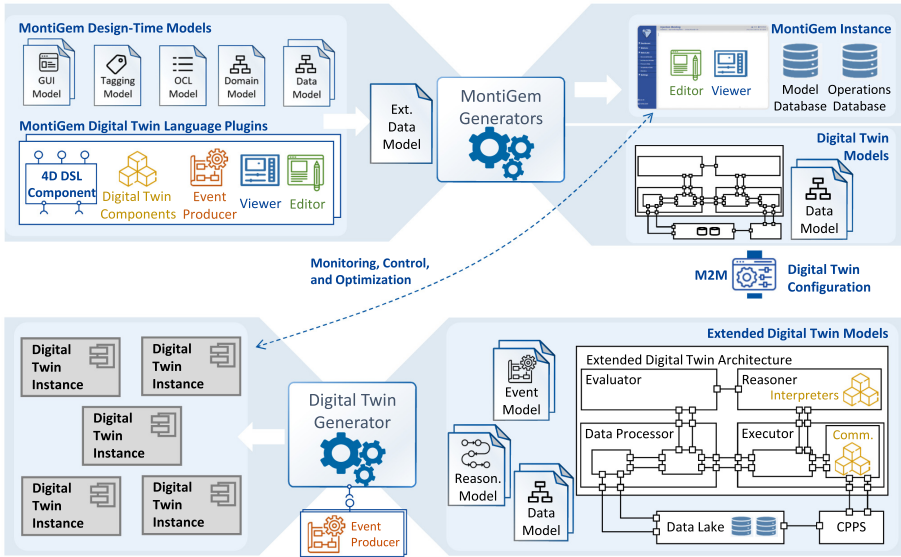 MontiGem Design-Time Models
GUI
Model
Tagging
Model
OCL
Model
Domain
Model
Data
Model
MontiGem Digital Twin Language Plugins
4D DSL
Component
Digital Twin
Components
Event
Producer
Viewer
Editor
Ext.
Data
Model
MontiGem
Generators
MontiGem Instance
Editor
Viewer
Model
Database
Operations
Database
Digital Twin
Models
Data
Model
Monitoring, Control,
and Optimization
M2M
Digital Twin
Configuration
Digital
Twin
Instance
Digital
Twin
Instance
Digital
Twin
Instance
Digital
Twin
Instance
Digital
Twin
Instance
Digital Twin
Generator
Event
Producer
Extended Digital Twin Models
Event
Model
Reason.
Model
Data
Model
Extended Digital Twin Architecture
Evaluator
Reasoner
Interpreters
Data Processor
Executor
Comm.
Data Lake
CPPS